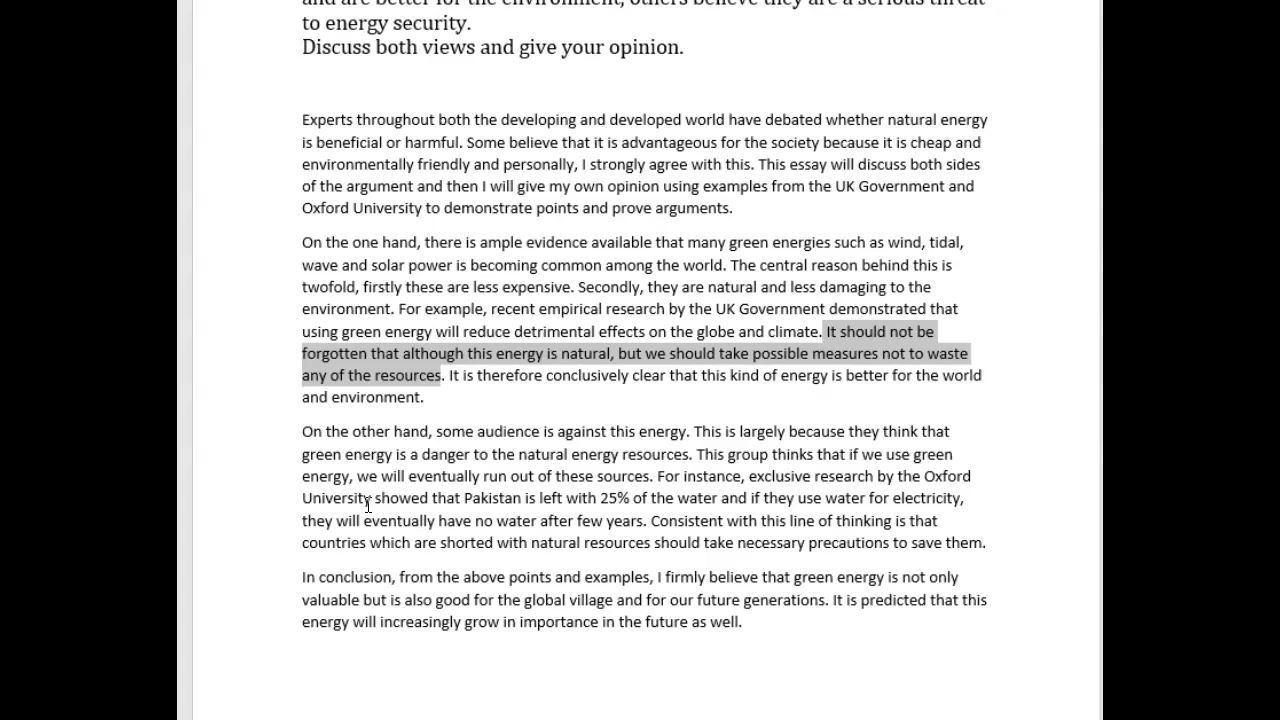 and are better for the environment, others believe they are a serious threat
to energy security.
Discuss both views and give your opinion.
Experts throughout both the developing and developed world have debated whether natural energy
is beneficial or harmful. Some believe that it is advantageous for the society because it is cheap and
environmentally friendly and personally, I strongly agree with this. This essay will discuss both sides
of the argument and then I will give my own opinion using examples from the UK Government and
Oxford University to demonstrate points and prove arguments.
On the one hand, there is ample evidence available that many green energies such as wind, tidal,
wave and solar power is becoming common among the world. The central reason behind this is
twofold, firstly these are less expensive. Secondly, they are natural and less damaging to the
environment. For example, recent empirical research by the UK Government demonstrated that
using green energy will reduce detrimental effects on the globe and climate. It should not be
forgotten that although this energy is natural, but we should take possible measures not to waste
any of the resources. It is therefore conclusively clear that this kind of energy is better for the world
and environment.
On the other hand, some audience is against this energy. This is largely because they think that
green energy is a danger to the natural energy resources. This group thinks that if we use green
energy, we will eventually run out of these sources. For instance, exclusive research by the Oxford
University showed that Pakistan is left with 25% of the water and if they use water for electricity,
they will eventually have no water after few years. Consistent with this line of thinking is that
countries which are shorted with natural resources should take necessary precautions to save them.
In conclusion, from the above points and examples, I firmly believe that green energy is not only
valuable but is also good for the global village and for our future generations. It is predicted that this
energy will increasingly grow in importance in the future as well.